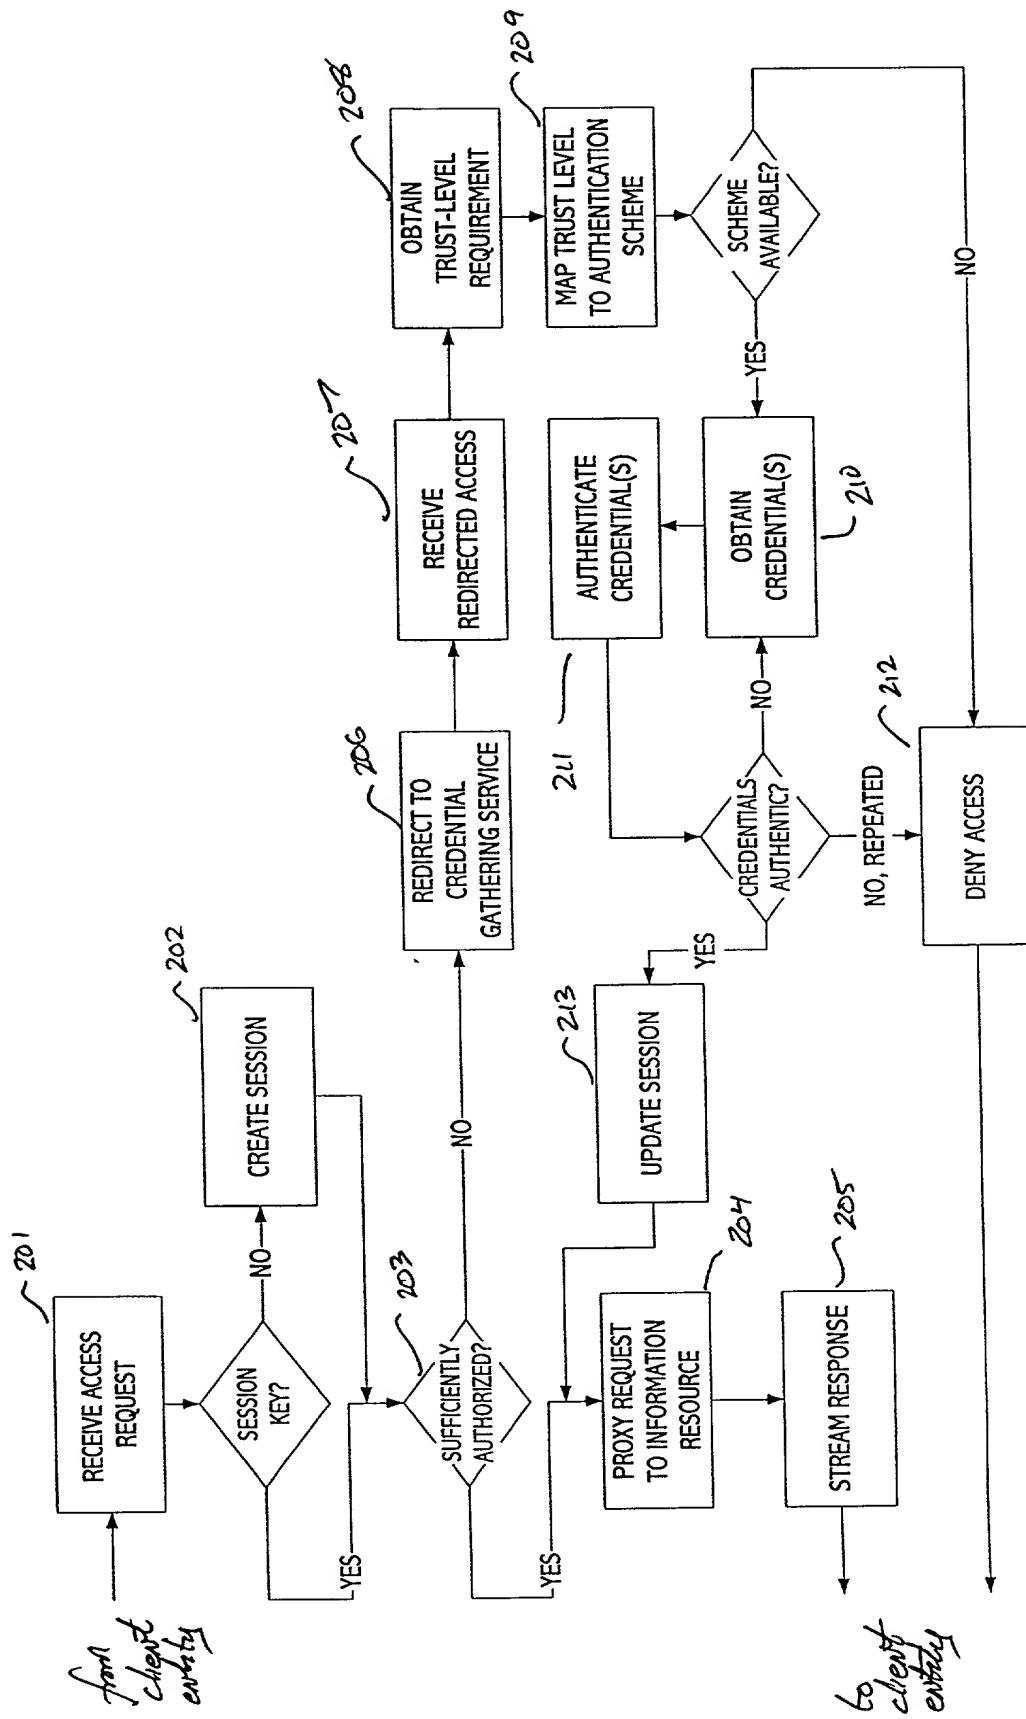 from
client
entity
201
RECEIVE ACCESS
REQUEST
SESSION
KEY?
NO
YES
202
CREATE SESSION
203
SUFFICIENTLY
AUTHORIZED?
NO
YES
206
REDIRECT TO
CREDENTIAL
GATHERING SERVICE
207
RECEIVE
REDIRECTED ACCESS
208
OBTAIN
TRUST-LEVEL
REQUIREMENT
209
MAP TRUST LEVEL
TO AUTHENTICATION
SCHEME
SCHEME
AVAILABLE?
YES
NO
OBTAIN
CREDENTIAL(S)
210
AUTHENTICATE
CREDENTIAL(S)
211
CREDENTIALS
AUTHENTIC?
NO
NO, REPEATED
YES
212
DENY ACCESS
213
UPDATE SESSION
204
PROXY REQUEST
TO INFORMATION
RESOURCE
205
STREAM RESPONSE
to
client
entity